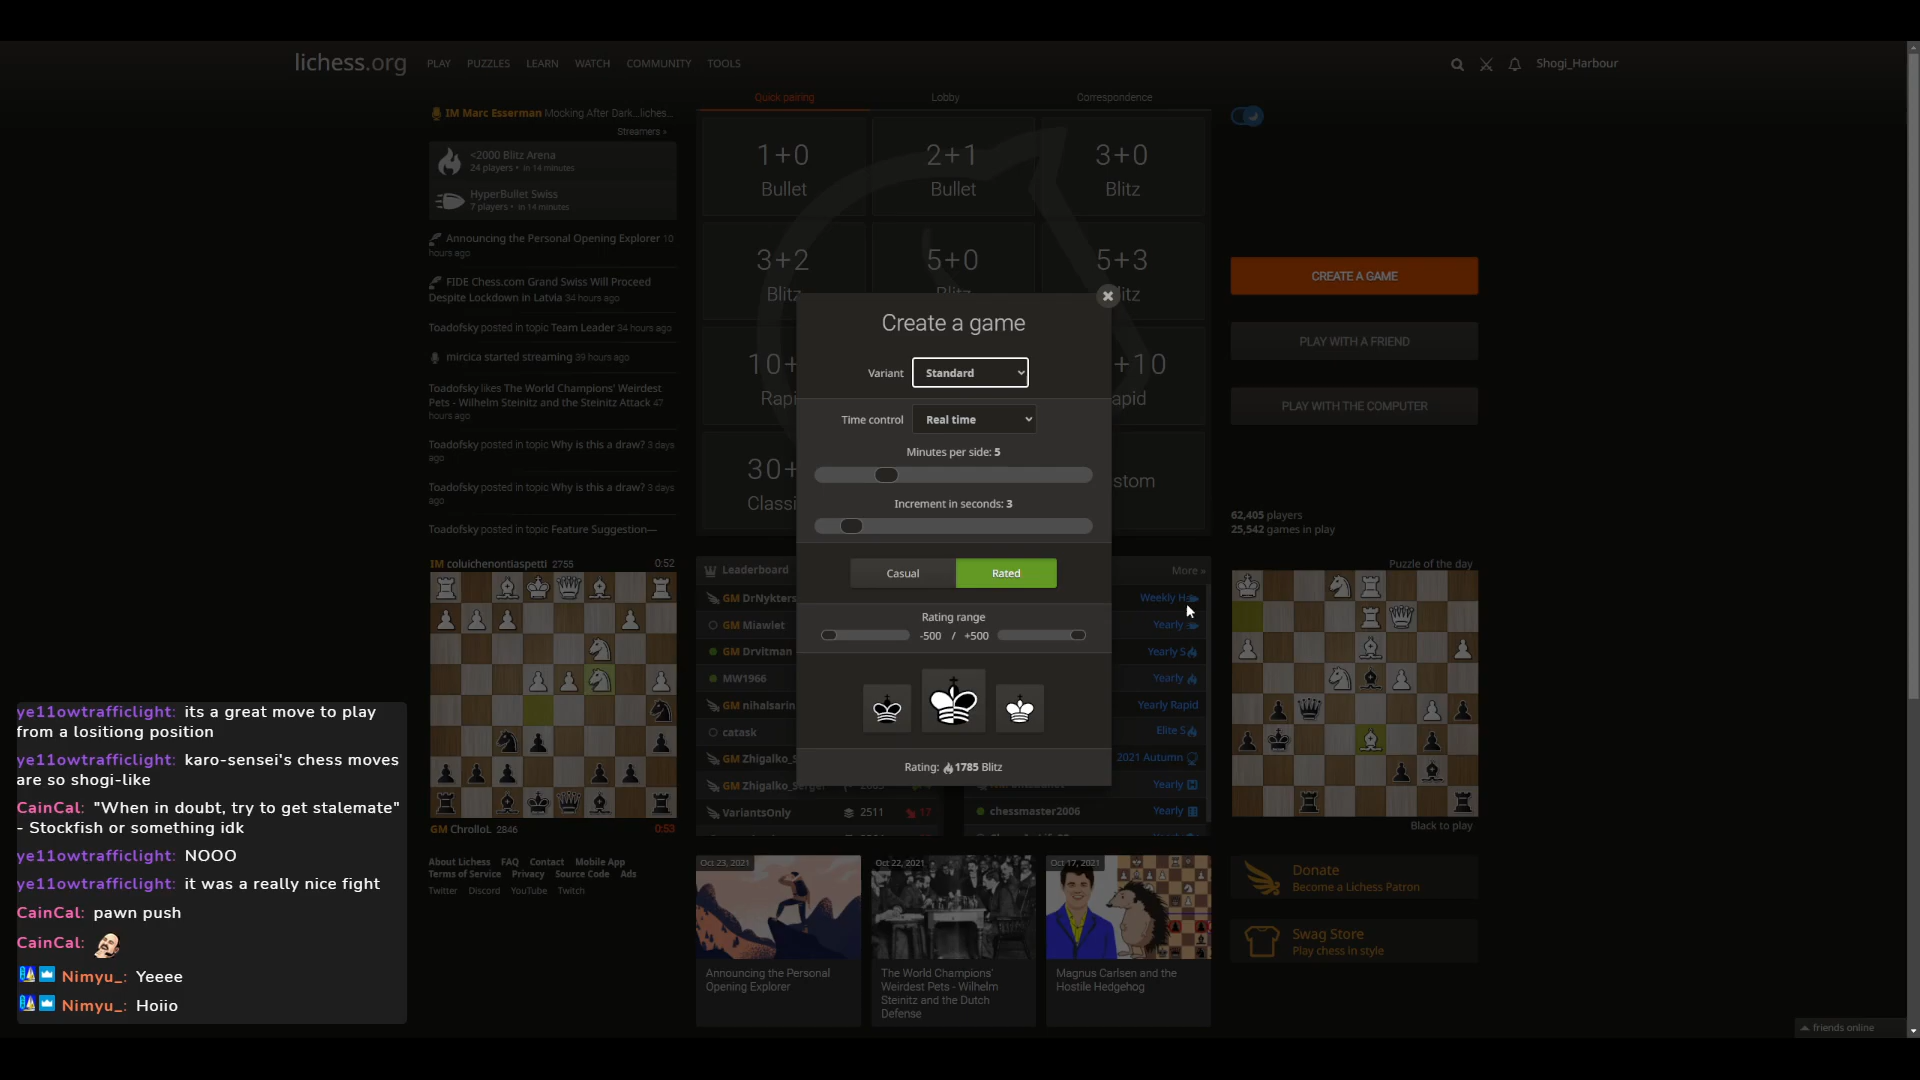 lichess.org
PLAY PUZZLES LEARN WATCH COMMUNITY TOOLS
Shogi_Harbour
IM Marc Esserman Mocking After Dark...liches...
Streamers »
<2000 Blitz Arena
24 players • in 14 minutes
HyperBullet Swiss
7 players • in 14 minutes
Announcing the Personal Opening Explorer 10
hours ago
FIDE Chess.com Grand Swiss Will Proceed
Despite Lockdown in Latvia 34 hours ago
Toadofsky posted in topic Team Leader 34 hours ago
mircica started streaming 39 hours ago
Toadofsky likes The World Champions' Weirdest
Pets - Wilhelm Steinitz and the Steinitz Attack 47
hours ago
Toadofsky posted in topic Why is this a draw? 3 days
ago
Toadofsky posted in topic Why is this a draw? 3 days
ago
Toadofsky posted in topic Feature Suggestion—
Quick pairing Lobby Correspondence
1+0
Bullet
2+1
Bullet
3+0
Blitz
3+2
Blitz
5+0
Blitz
5+3
litz
10+
Rap
+10
apid
30+
Classi
stom
Create a game
Variant Standard
Time control Real time
Minutes per side: 5
Increment in seconds: 3
Casual Rated
Rating range
-500 / +500
Rating: 1785 Blitz
CREATE A GAME
PLAY WITH A FRIEND
PLAY WITH THE COMPUTER
62,405 players
25,542 games in play
IM coluichenontiaspetti 2755 0:52
GM ChrolloL 2846 0:53
Leaderboard
GM DrNykters
GM Miawlet
GM Drvitman
MW1966
GM nihalsarin
catask
GM Zhigalko_S
GM Zhigalko_Serge
VariantsOnly 2511 17
More »
Weekly H
Yearly
Yearly S
Yearly
Yearly Rapid
Elite S
2021 Autumn
Yearly
chessmaster2006 Yearly
Puzzle of the day
Black to play
ye11owtrafficlight: its a great move to play
from a lositiong position
ye11owtrafficlight: karo-sensei's chess moves
are so shogi-like
CainCal: "When in doubt, try to get stalemate"
- Stockfish or something idk
ye11owtrafficlight: NOOO
ye11owtrafficlight: it was a really nice fight
CainCal: pawn push
CainCal:
Nimyu_: Yeeee
Nimyu_: Hoiio
About Lichess FAQ Contact Mobile App
Terms of Service Privacy Source Code Ads
Twitter Discord YouTube Twitch
Oct 23, 2021
Announcing the Personal
Opening Explorer
Oct 22, 2021
The World Champions'
Weirdest Pets - Wilhelm
Steinitz and the Dutch
Defense
Oct 17, 2021
Magnus Carlsen and the
Hostile Hedgehog
Donate
Become a Lichess Patron
Swag Store
Play chess in style
friends online